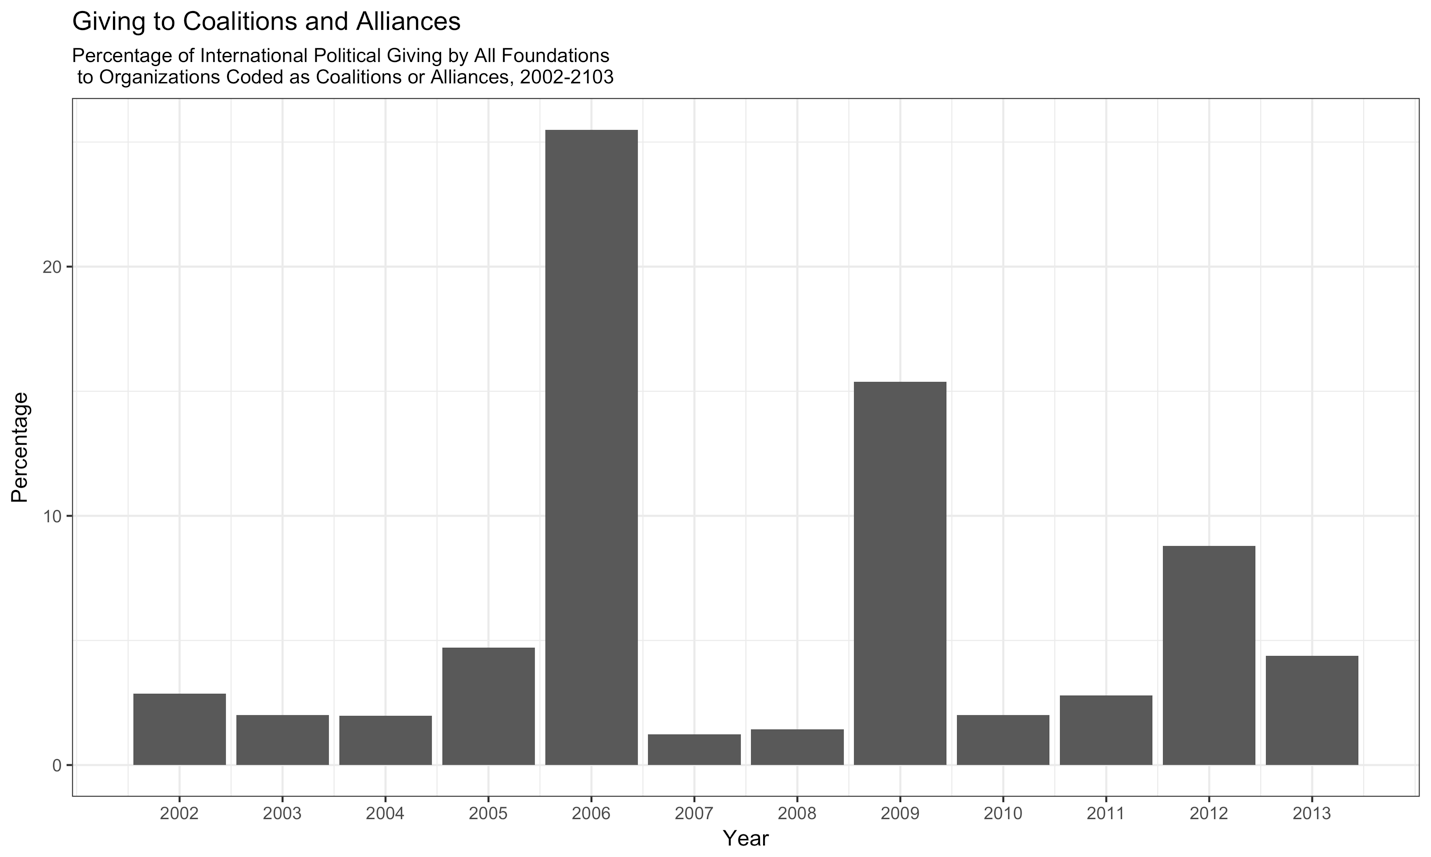 Giving to Coalitions and Alliances
Percentage of International Political Giving by All Foundations
to Organizations Coded as Coalitions or Alliances, 2002-2103
Percentage
20
10
0
2002 2003 2004 2005 2006 2007 2008 2009 2010 2011 2012 2013
Year